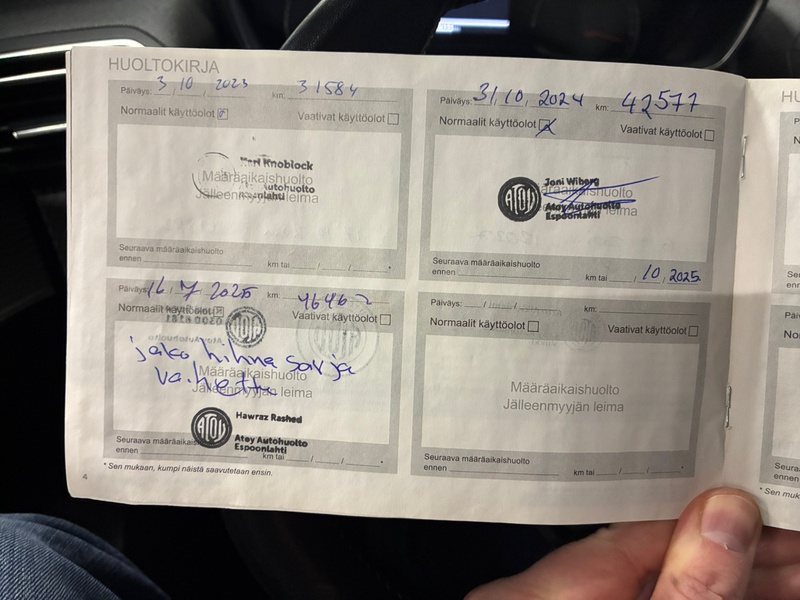 HUOLTOKIRJA
Päiväys: 3, 10, 2023 km: 31584
Normaalit käyttöolot Vaativat käyttöolot
Knoblock
Määräaikaishuolto
Autohuolto
Jälleenmyyjän leima
Seuraava määräaikaishuolto
ennen km tai / / *
Päiväys: 31, 10, 2024 km: 42577
Normaalit käyttöolot Vaativat käyttöolot
Joni Wiberg
Määräaikaishuolto
ATOY
Atoy Autohuolto
Jälleenmyyjän leima
Espoonlahti
Seuraava määräaikaishuolto
ennen km tai / 10, 2025
Päiväys: 16, 7 2025 km: 46462
Normaalit käyttöolot Vaativat käyttöolot
jako hihna sarja
vaihettu
Määräaikaishuolto
Jälleenmyyjän leima
Hawraz Rashed
ATOY
Atoy Autohuolto
Espoonlahti
Seuraava määräaikaishuolto
ennen km tai / / *
Päiväys: / / km:
Normaalit käyttöolot Vaativat käyttöolot
Määräaikaishuolto
Jälleenmyyjän leima
Seuraava määräaikaishuolto
ennen km tai / / *
* Sen mukaan, kumpi näistä saavutetaan ensin.
4
* Sen muk